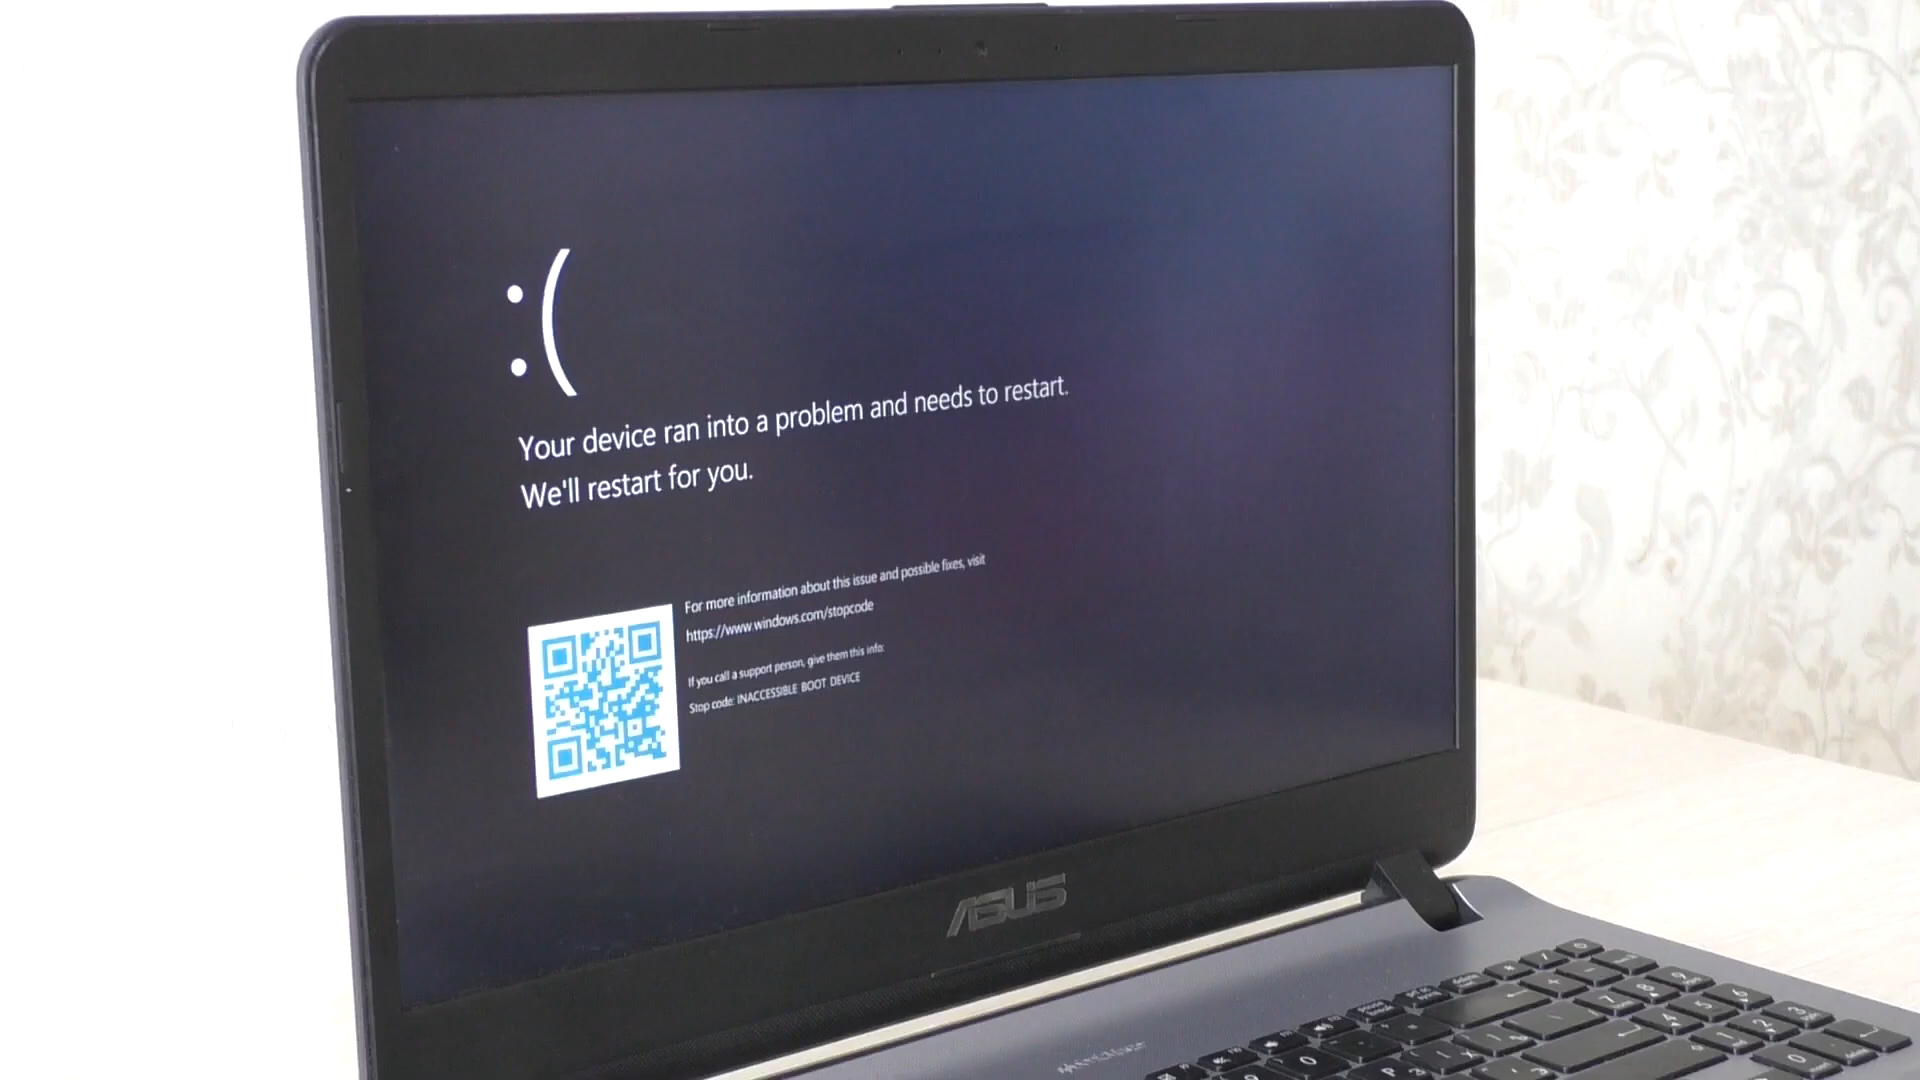 :(
Your device ran into a problem and needs to restart.
We'll restart for you.
For more information about this issue and possible fixes, visit
https://www.windows.com/stopcode
If you call a support person, give them this info:
Stop code: INACCESSIBLE BOOT DEVICE
ASUS